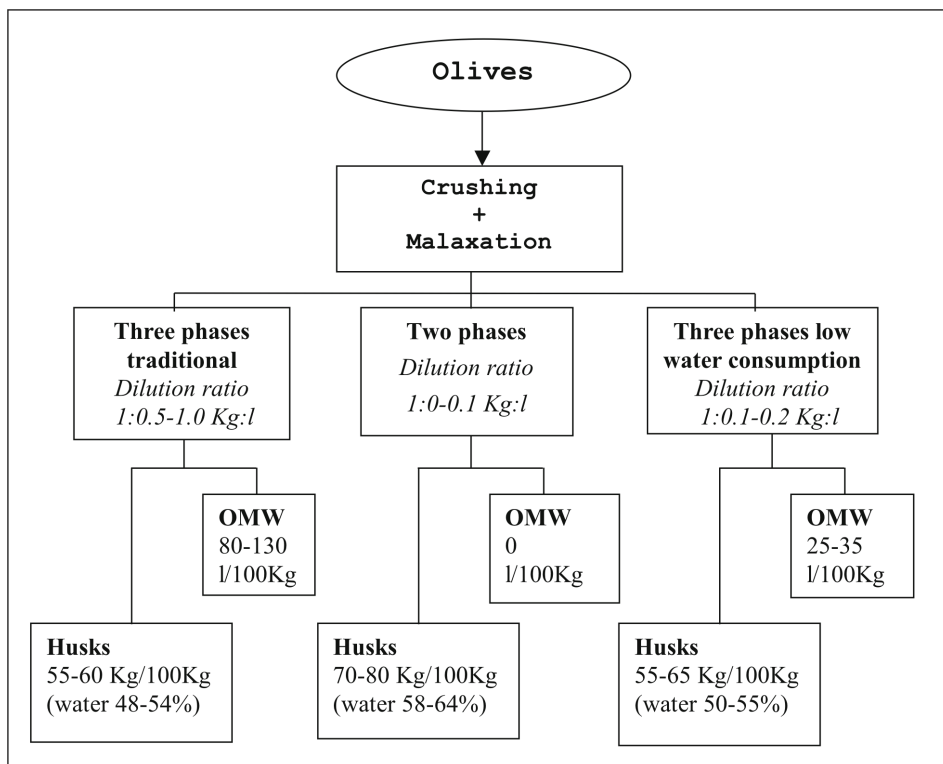 Olives
Crushing
+
Malaxation
Three phases
traditional
Dilution ratio
1:0.5-1.0 Kg:l
Two phases
Dilution ratio
1:0-0.1 Kg:l
Three phases low
water consumption
Dilution ratio
1:0.1-0.2 Kg:l
OMW
80-130
l/100Kg
OMW
0
l/100Kg
OMW
25-35
l/100Kg
Husks
55-60 Kg/100Kg
(water 48-54%)
Husks
70-80 Kg/100Kg
(water 58-64%)
Husks
55-65 Kg/100Kg
(water 50-55%)